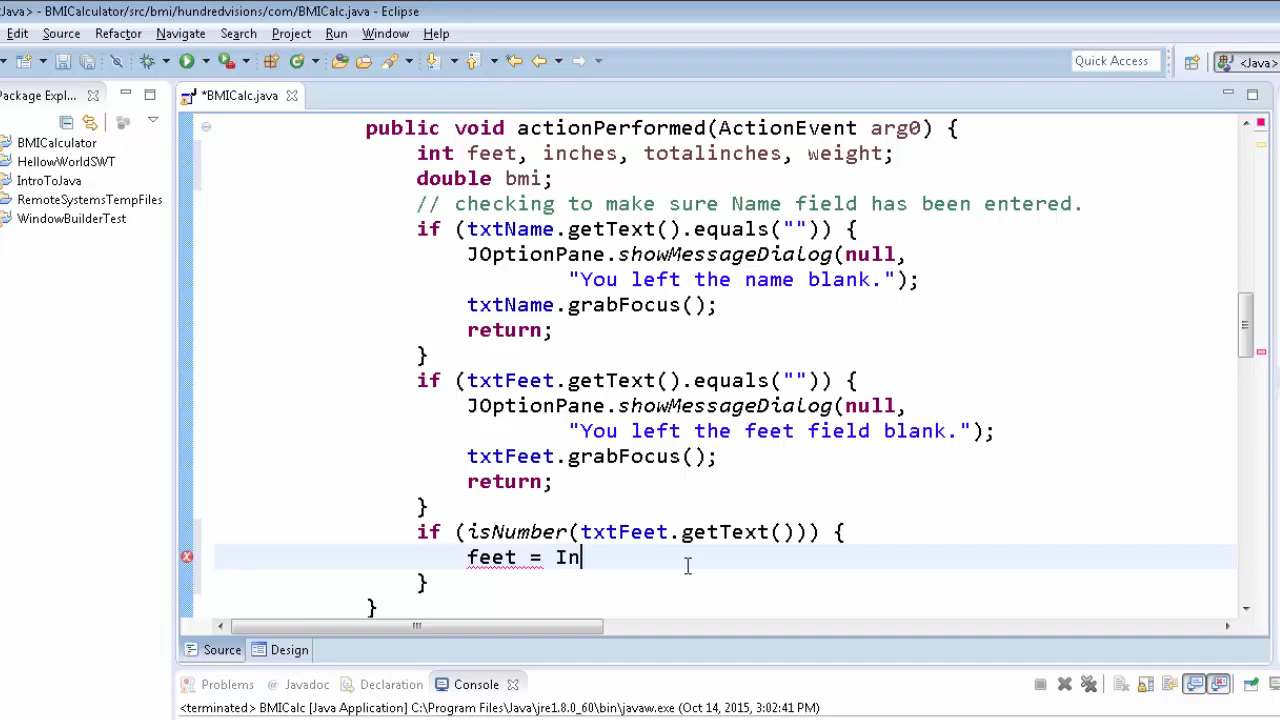 Java> - BMICalculator/src/bmi/hundredvisions/com/BMICalc.java - Eclipse
Edit Source Refactor Navigate Search Project Run Window Help
Quick Access <Java>
Package Expl... *BMICalc.java
BMICalculator
HellowWorldSWT
IntroToJava
RemoteSystemsTempFiles
WindowBuilderTest
public void actionPerformed(ActionEvent arg0) {
int feet, inches, totalinches, weight;
double bmi;
// checking to make sure Name field has been entered.
if (txtName.getText().equals("")) {
JOptionPane.showMessageDialog(null,
"You left the name blank.");
txtName.grabFocus();
return;
}
if (txtFeet.getText().equals("")) {
JOptionPane.showMessageDialog(null,
"You left the feet field blank.");
txtFeet.grabFocus();
return;
}
if (isNumber(txtFeet.getText())) {
feet = In
}
}
Source Design
Problems @ Javadoc Declaration Console
<terminated> BMICalc [Java Application] C:\Program Files\Java\jre1.8.0_60\bin\javaw.exe (Oct 14, 2015, 3:02:41 PM)